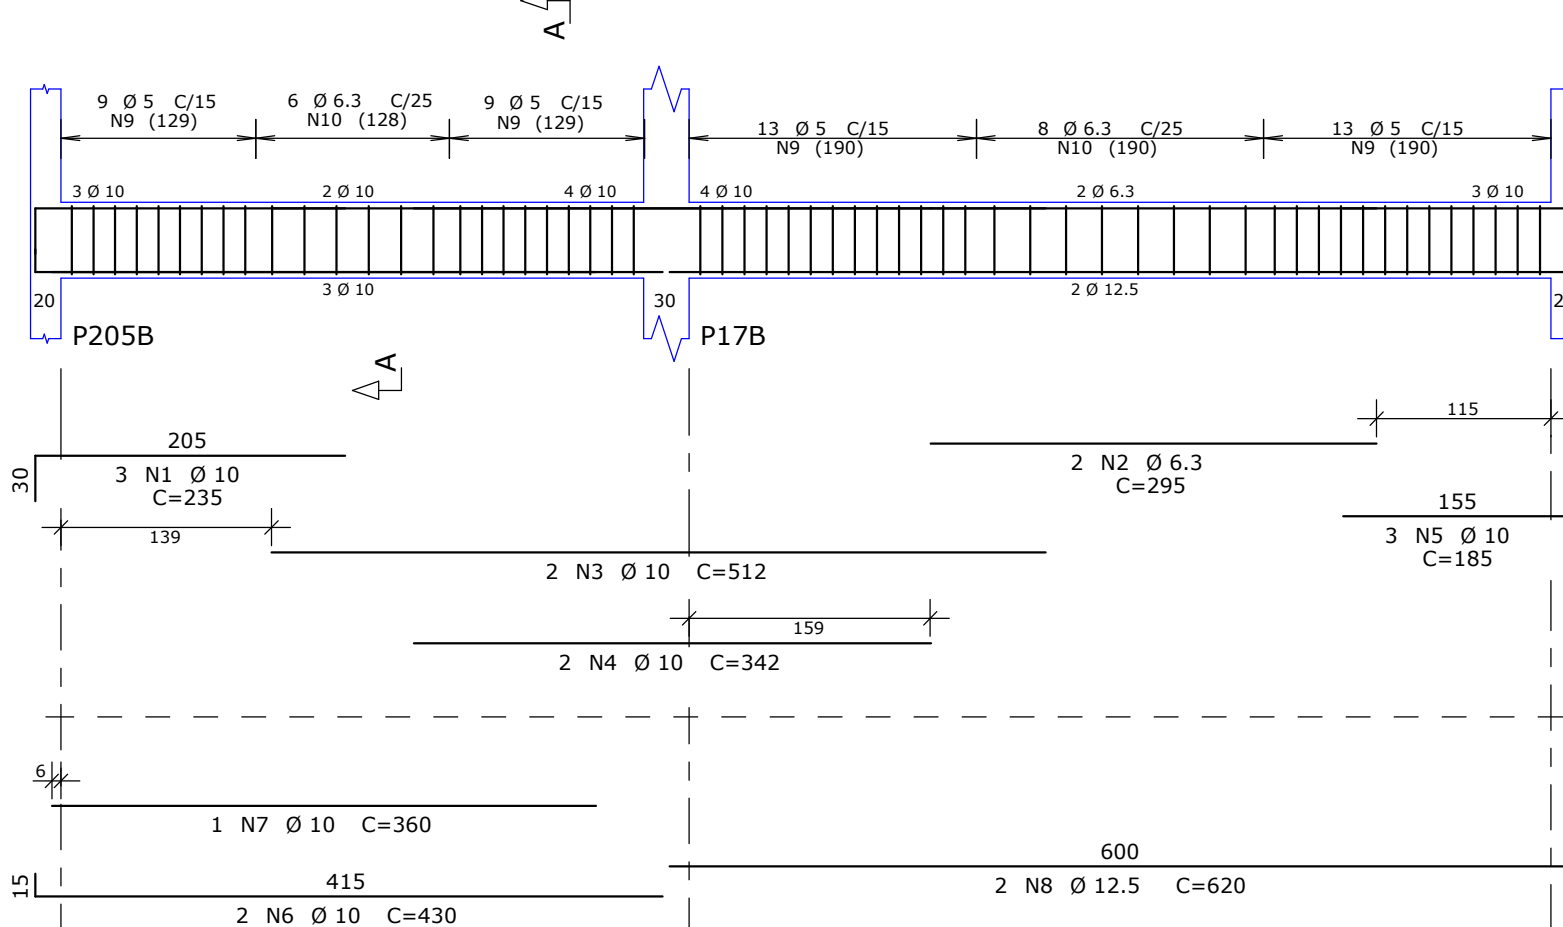 A
9 Ø 5 C/15
N9 (129)
6 Ø 6.3 C/25
N10 (128)
9 Ø 5 C/15
N9 (129)
13 Ø 5 C/15
N9 (190)
8 Ø 6.3 C/25
N10 (190)
13 Ø 5 C/15
N9 (190)
3 Ø 10
2 Ø 10
4 Ø 10
4 Ø 10
2 Ø 6.3
3 Ø 10
20
3 Ø 10
30
2 Ø 12.5
2
P205B
P17B
A
115
205
30
3 N1 Ø 10
C=235
2 N2 Ø 6.3
C=295
155
3 N5 Ø 10
C=185
139
2 N3 Ø 10 C=512
159
2 N4 Ø 10 C=342
6
1 N7 Ø 10 C=360
600
2 N8 Ø 12.5 C=620
15
415
2 N6 Ø 10 C=430